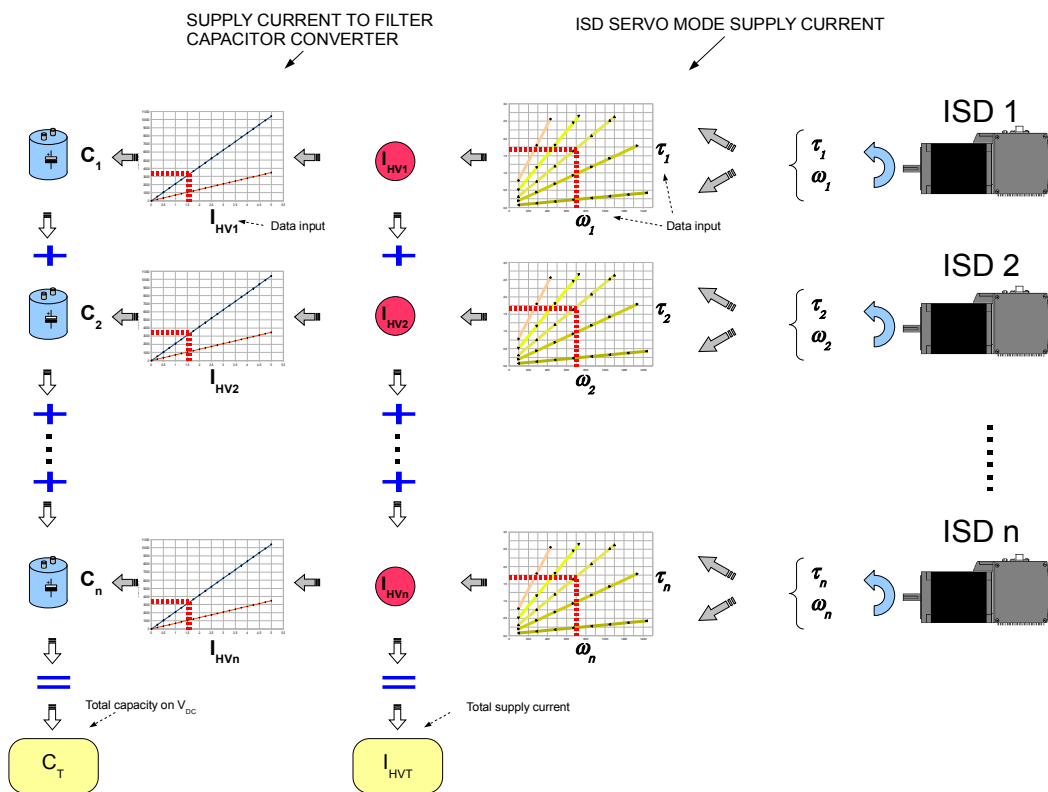 SUPPLY CURRENT TO FILTER
CAPACITOR CONVERTER
ISD SERVO MODE SUPPLY CURRENT
ISD 1
C1
IHV1
τ1
τ1
ω1
IHV1
Data input
ω1
Data input
ISD 2
C2
IHV2
τ2
τ2
ω2
IHV2
ω2
ISD n
Cn
IHVn
τn
τn
ωn
IHVn
ωn
Total capacity on VDC
Total supply current
CT
IHVT